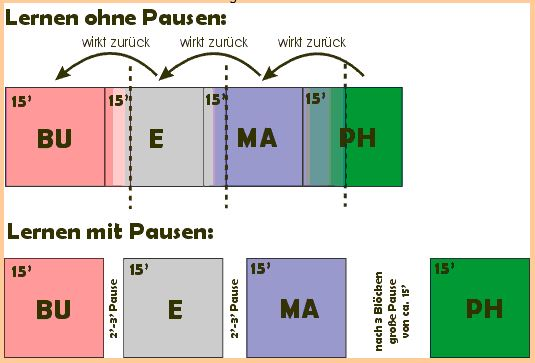 Lernen ohne Pausen:
wirkt zurück wirkt zurück wirkt zurück
15' 15' 15' 15'
BU E MA PH
Lernen mit Pausen:
15' 15' 15' 15'
BU
2'-3' Pause
E
2'-3' Pause
MA
nach 3 Blöcken
große Pause
von ca. 15'
PH